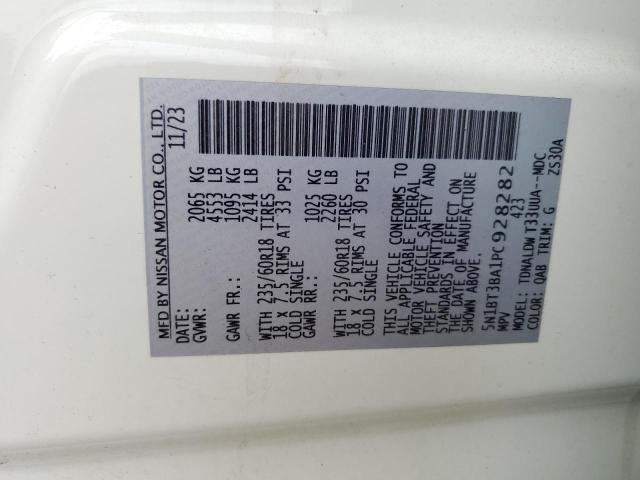 MFD BY NISSAN MOTOR CO., LTD.
DATE: 11/23
GVWR: 2065 KG
4553 LB
GAWR FR.: 1095 KG
2414 LB
WITH 235/60R18 TIRES
18 X 7.5 RIMS AT 33 PSI
COLD SINGLE
GAWR RR.: 1025 KG
2260 LB
WITH 235/60R18 TIRES
18 X 7.5 RIMS AT 30 PSI
COLD SINGLE
THIS VEHICLE CONFORMS TO
ALL APPLICABLE FEDERAL
MOTOR VEHICLE SAFETY AND
THEFT PREVENTION
STANDARDS IN EFFECT ON
THE DATE OF MANUFACTURE
SHOWN ABOVE.
5N1BT3BA1PC928282
MPV 423
MODEL: TDNALDWT33UUA--NDC
COLOR: QAB TRIM: G ZS30A